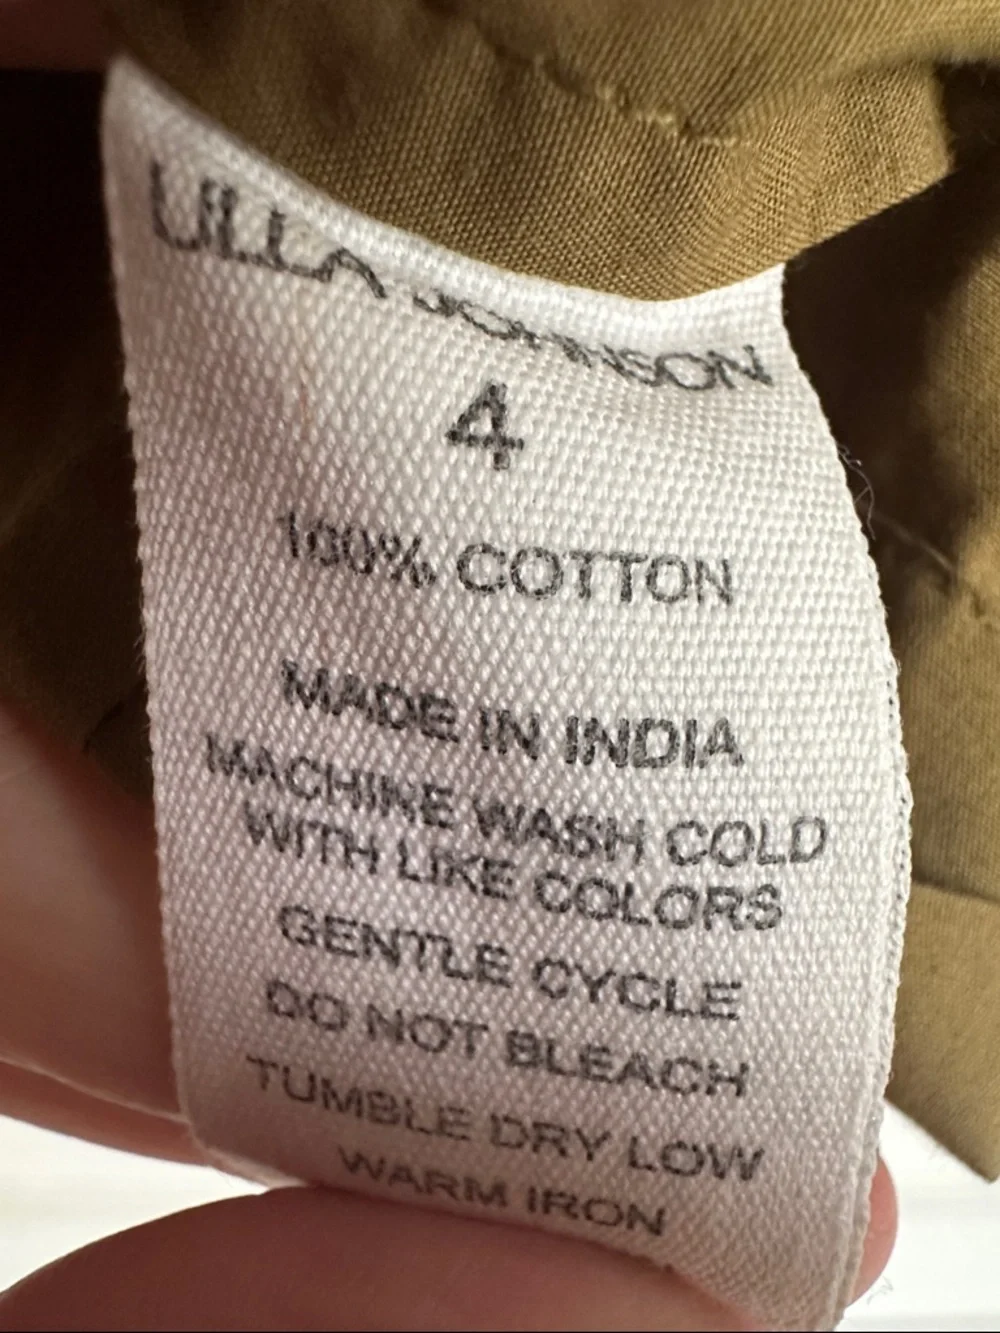 ULLA JOHNSON
4
100% COTTON
MADE IN INDIA
MACHINE WASH COLD
WITH LIKE COLORS
GENTLE CYCLE
DO NOT BLEACH
TUMBLE DRY LOW
WARM IRON